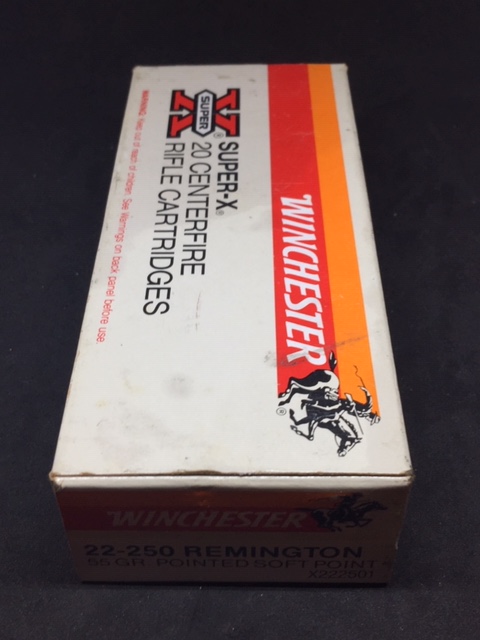 WINCHESTER
®
SUPER
X
®
SUPER-X®
20 CENTERFIRE
RIFLE CARTRIDGES
WARNING: Keep out of reach of children. See warnings on back panel before use.
WINCHESTER
22-250 REMINGTON
55 GR. POINTED SOFT POINT
X222501